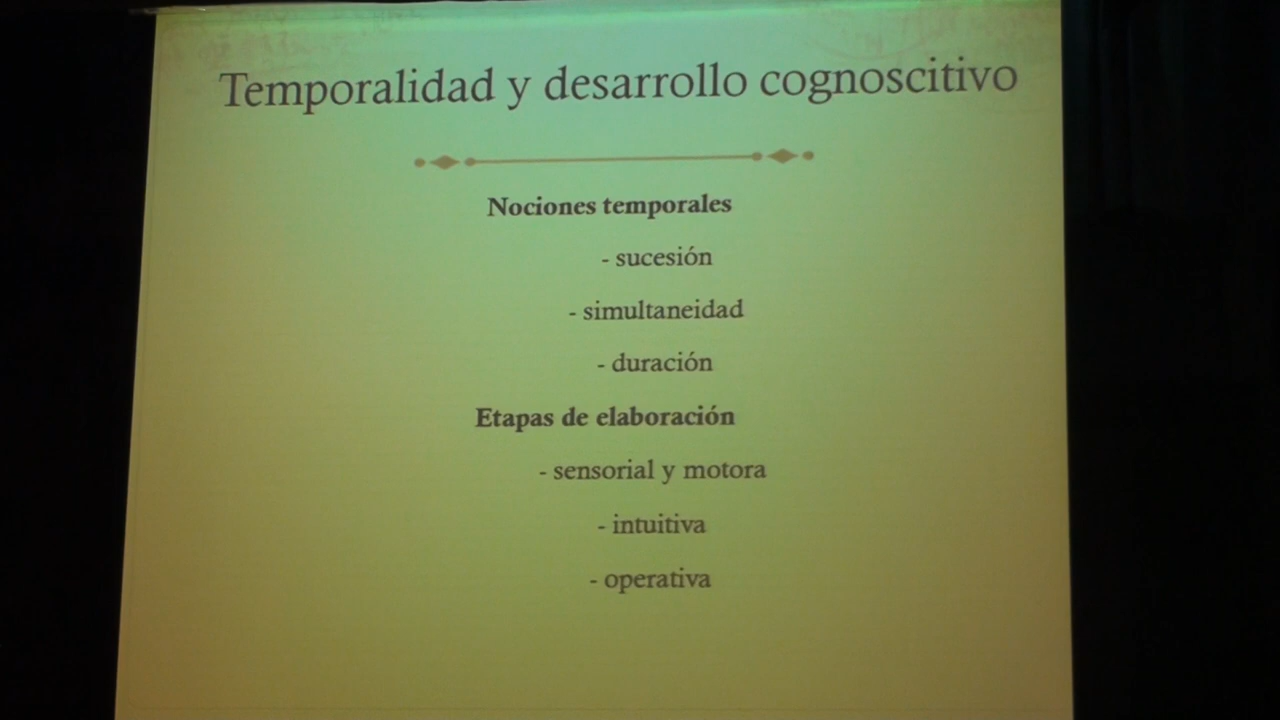 Temporalidad y desarrollo cognoscitivo
Nociones temporales
- sucesión
- simultaneidad
- duración
Etapas de elaboración
- sensorial y motora
- intuitiva
- operativa